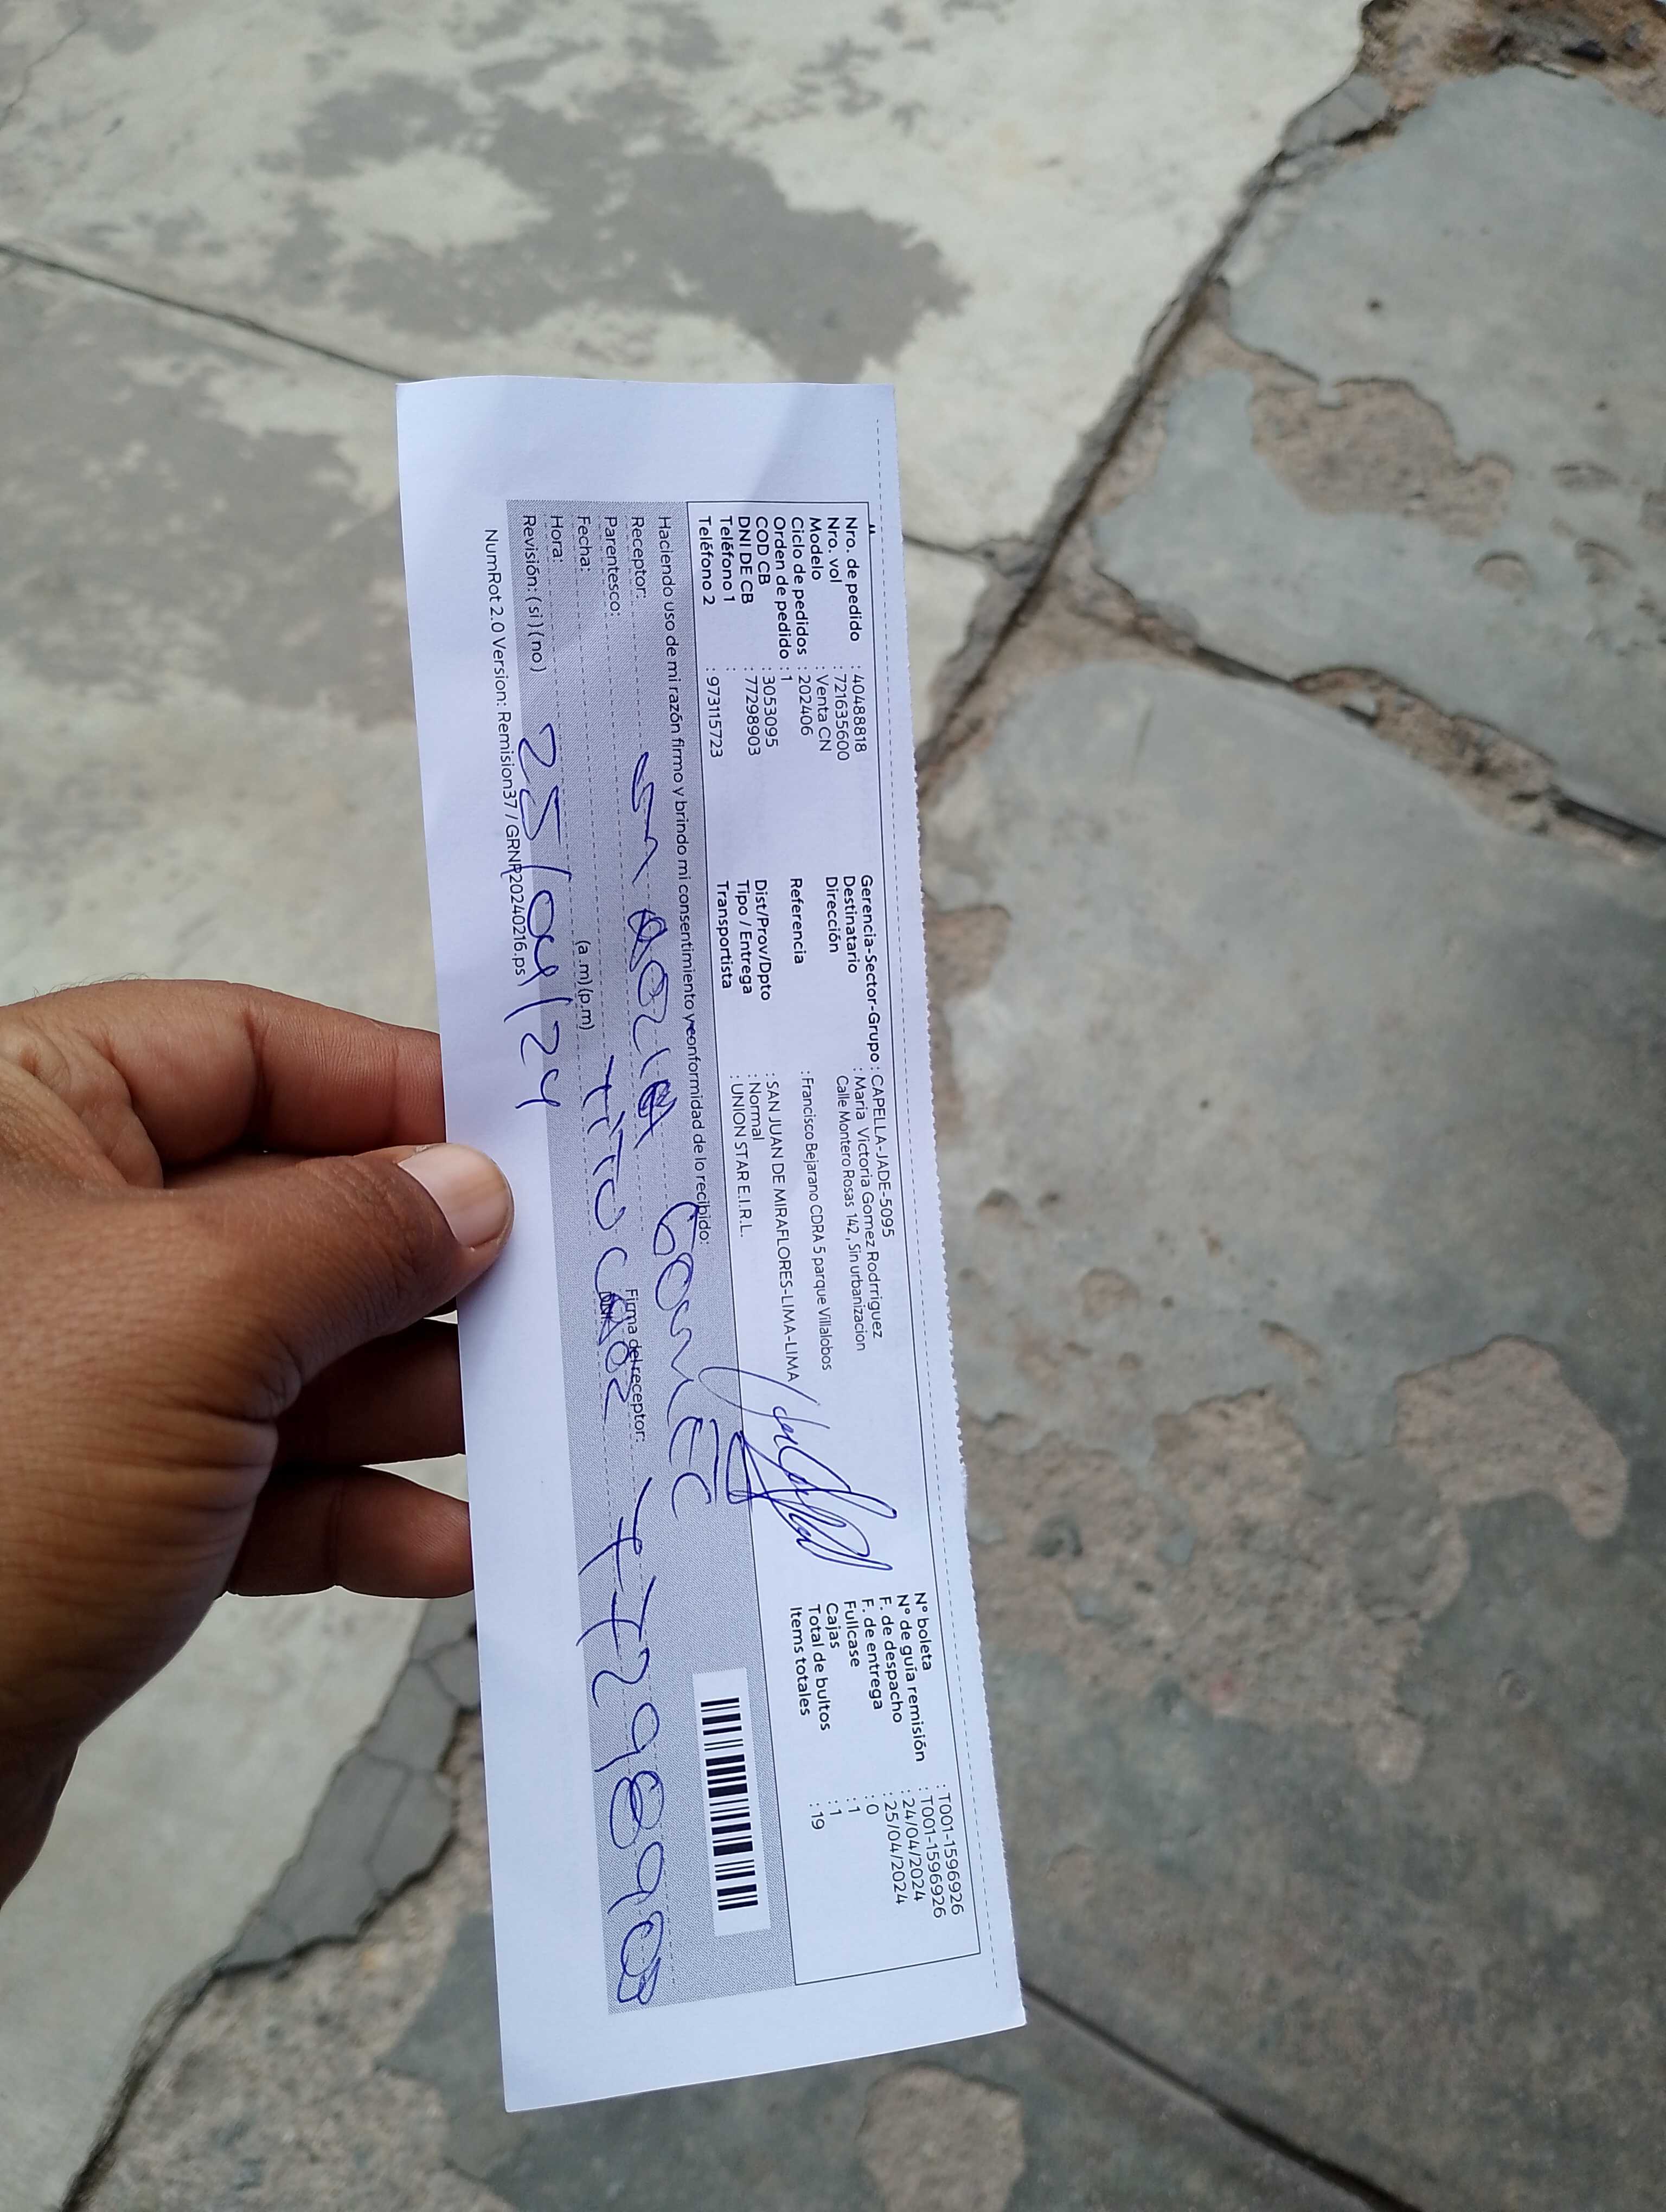 Nro. de pedido : 40488818
Nro. vol : 721635600
Modelo : Venta CN
Ciclo de pedidos : 202406
Orden de pedido : 1
COD CB : 3053095
DNI DE CB : 77298903
Teléfono 1 :
Teléfono 2 : 973115723
Gerencia-Sector-Grupo : CAPELLA-JADE-5095
Destinatario : Maria Victoria Gomez Rodrriguez
Dirección Calle Montero Rosas 142 , Sin urbanizacion
Referencia : Francisco Bejarano CDRA 5 parque Villalobos
Dist/Prov/Dpto : SAN JUAN DE MIRAFLORES-LIMA-LIMA
Tipo / Entrega : Normal
Transportista : UNION STAR E.I.R.L.
N° boleta : T001-1596926
N° de guía remisión : T001-1596926
F. de despacho : 24/04/2024
F. de entrega : 25/04/2024
Fullcase : 0
Cajas : 1
Total de bultos : 1
Items totales : 19
Haciendo uso de mi razón firmo y brindo mi consentimiento y conformidad de lo recibido:
Receptor: GOMEC
Parentesco: TiTO Firma del receptor: 77298903
Fecha: (a .m)(p.m)
Hora: 25/04/24
Revisión: ( si ) ( no )
NumRot 2.0 Version: Remision37 / GRNP20240216.ps